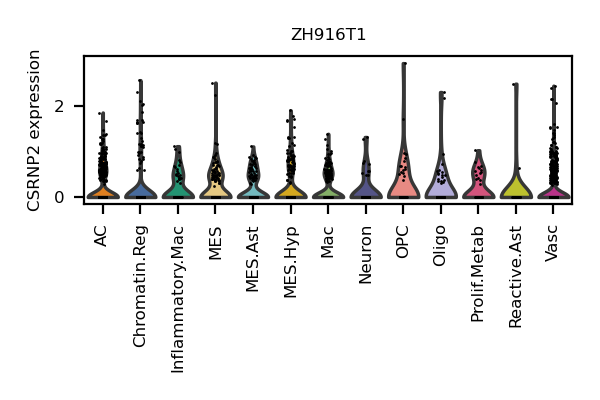 ZH916T1
CSRNP2 expression
2
0
AC
Chromatin.Reg
Inflammatory.Mac
MES
MES.Ast
MES.Hyp
Mac
Neuron
OPC
Oligo
Prolif.Metab
Reactive.Ast
Vasc